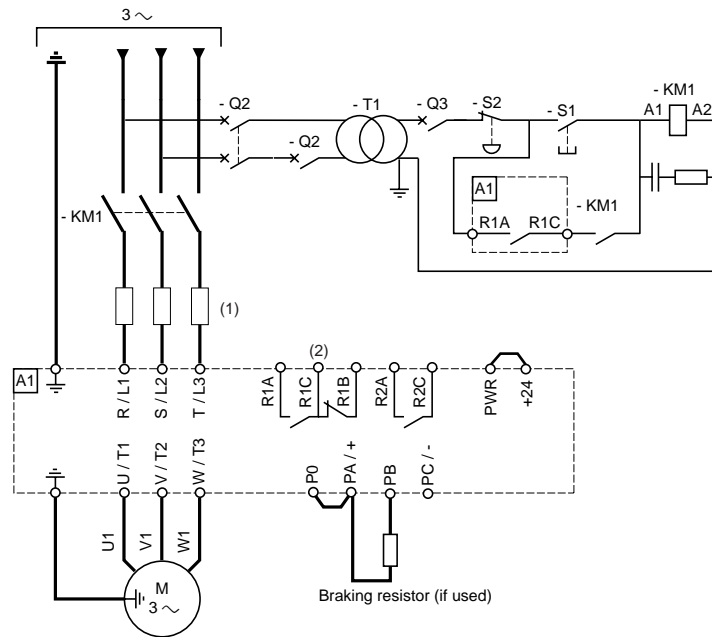 3 ~
- Q2
- T1
- Q3
- S2
- S1
- KM1
A1
A2
- Q2
A1
- KM1
R1A
R1C
- KM1
(1)
(2)
A1
R / L1
S / L2
T / L3
R1A
R1C
R1B
R2A
R2C
PWR
+24
U / T1
V / T2
W / T3
P0
PA / +
PB
PC / -
U1
V1
W1
M
3 ~
Braking resistor (if used)